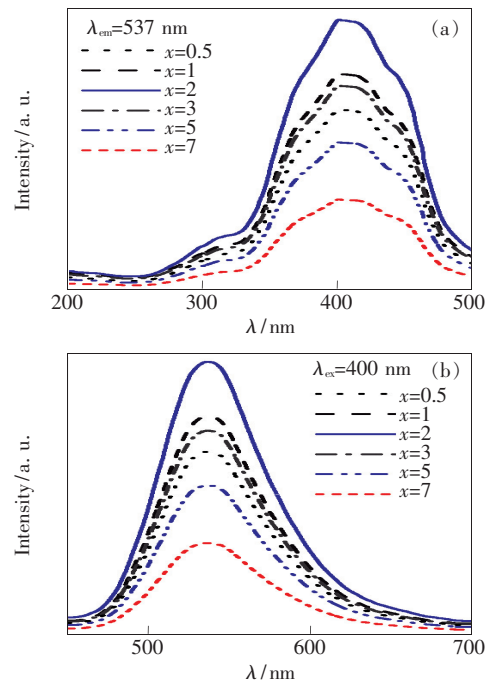 (a)
λem=537 nm
x=0.5
x=1
x=2
x=3
x=5
x=7
Intensity/a. u.
200 300 400 500
λ/nm
(b)
λex=400 nm
x=0.5
x=1
x=2
x=3
x=5
x=7
Intensity/a. u.
500 600 700
λ/nm